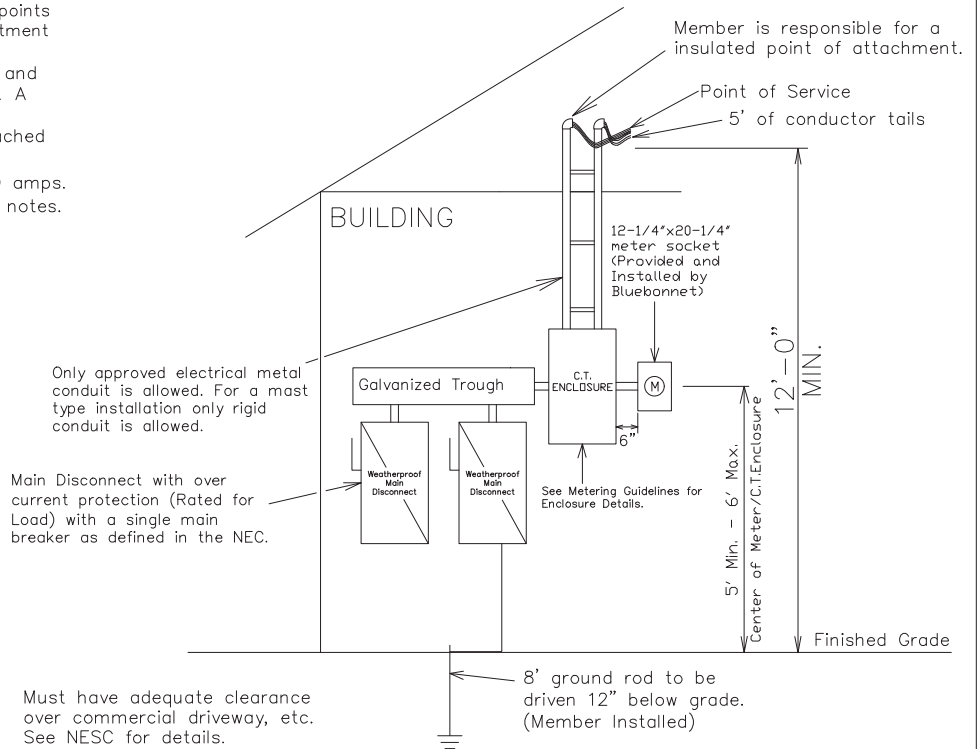 points
tment
and
. A
ached
amps.
notes.
Member is responsible for a
insulated point of attachment.
Point of Service
5' of conductor tails
BUILDING
12-1/4"x20-1/4"
meter socket
(Provided and
Installed by
Bluebonnet)
12'-0"
MIN.
Only approved electrical metal
conduit is allowed. For a mast
type installation only rigid
conduit is allowed.
Galvanized Trough
C.T.
ENCLOSURE
M
6"
Weatherproof
Main
Disconnect
Weatherproof
Main
Disconnect
See Metering Guidelines for
Enclosure Details.
Main Disconnect with over
current protection (Rated for
Load) with a single main
breaker as defined in the NEC.
5' Min. - 6' Max.
Center of Meter/C.T.Enclosure
Finished Grade
8' ground rod to be
driven 12" below grade.
(Member Installed)
Must have adequate clearance
over commercial driveway, etc.
See NESC for details.